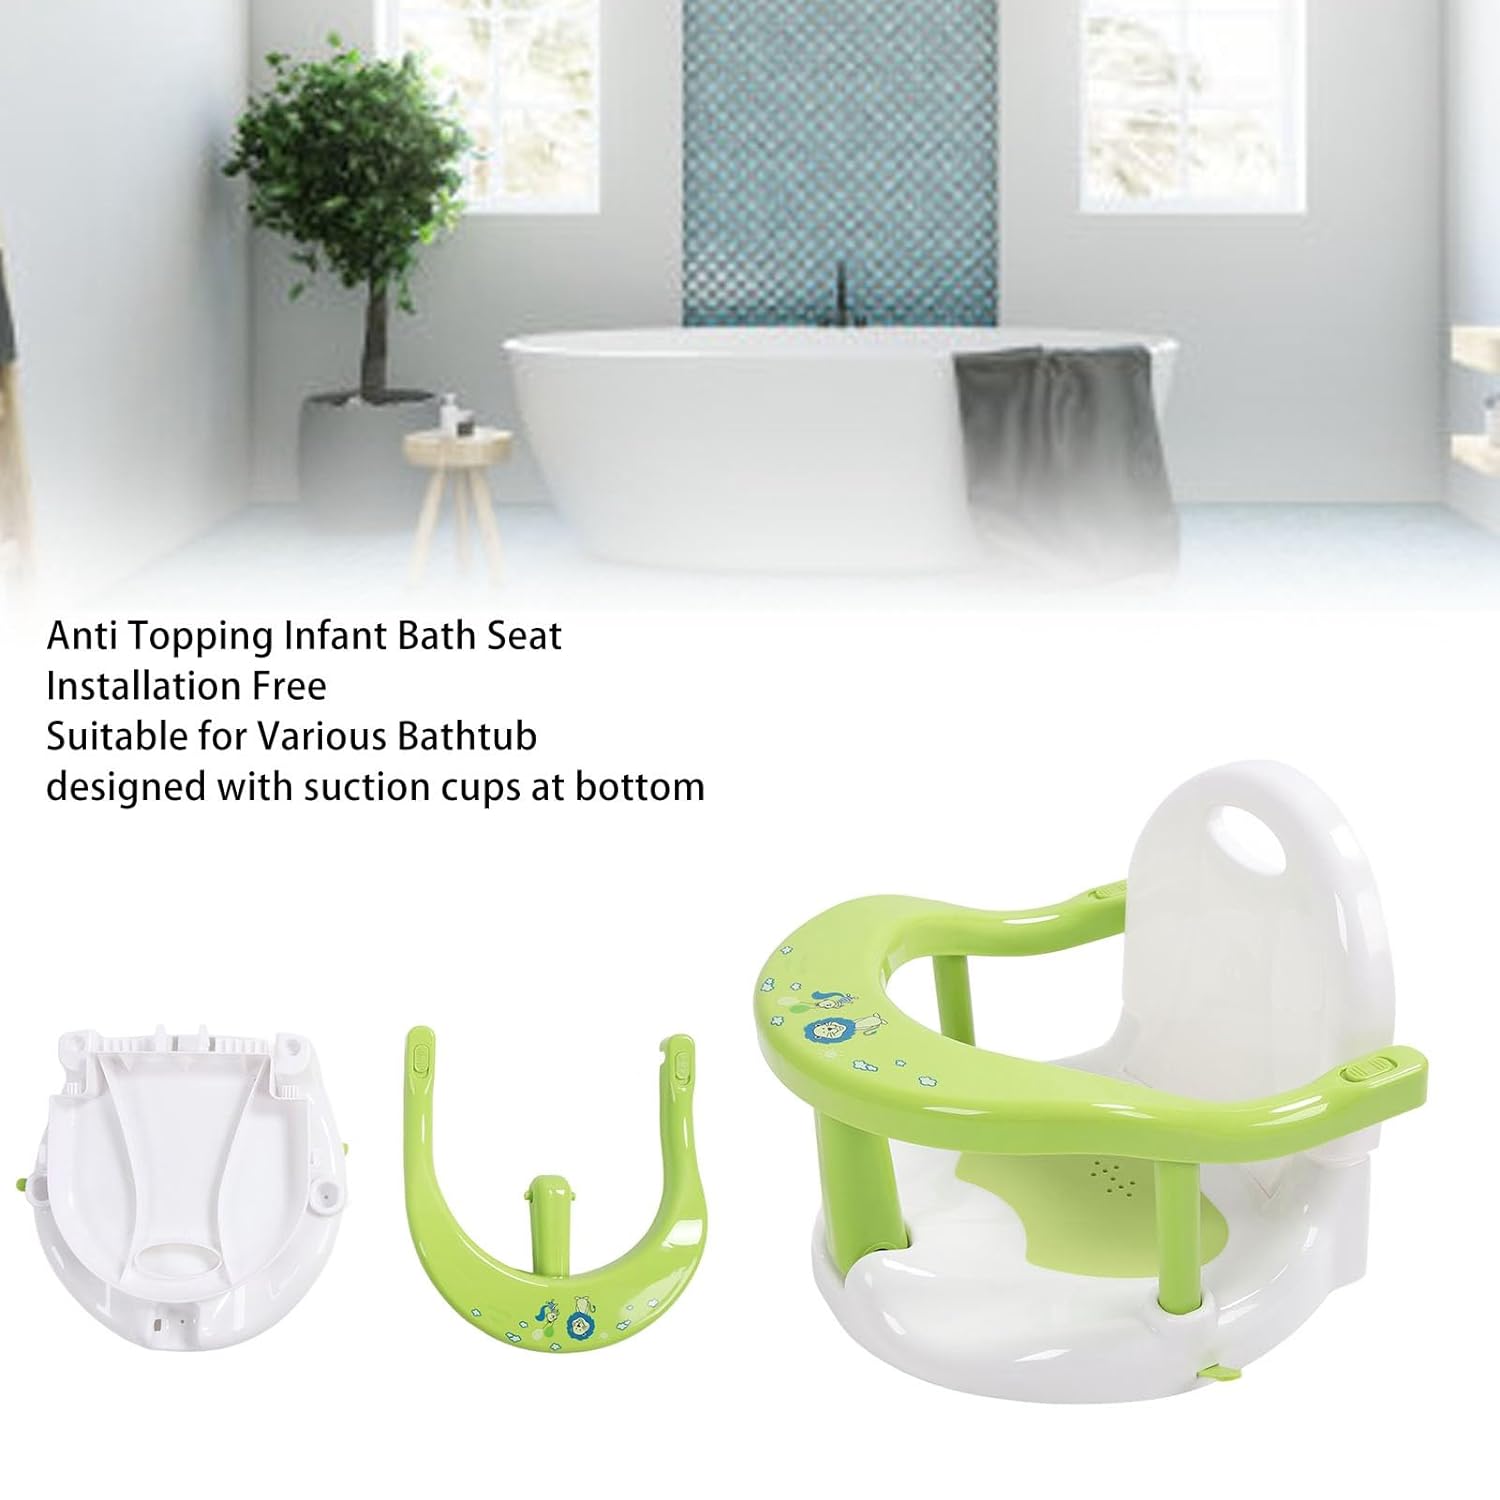 Anti Topping Infant Bath Seat
Installation Free
Suitable for Various Bathtub
designed with suction cups at bottom